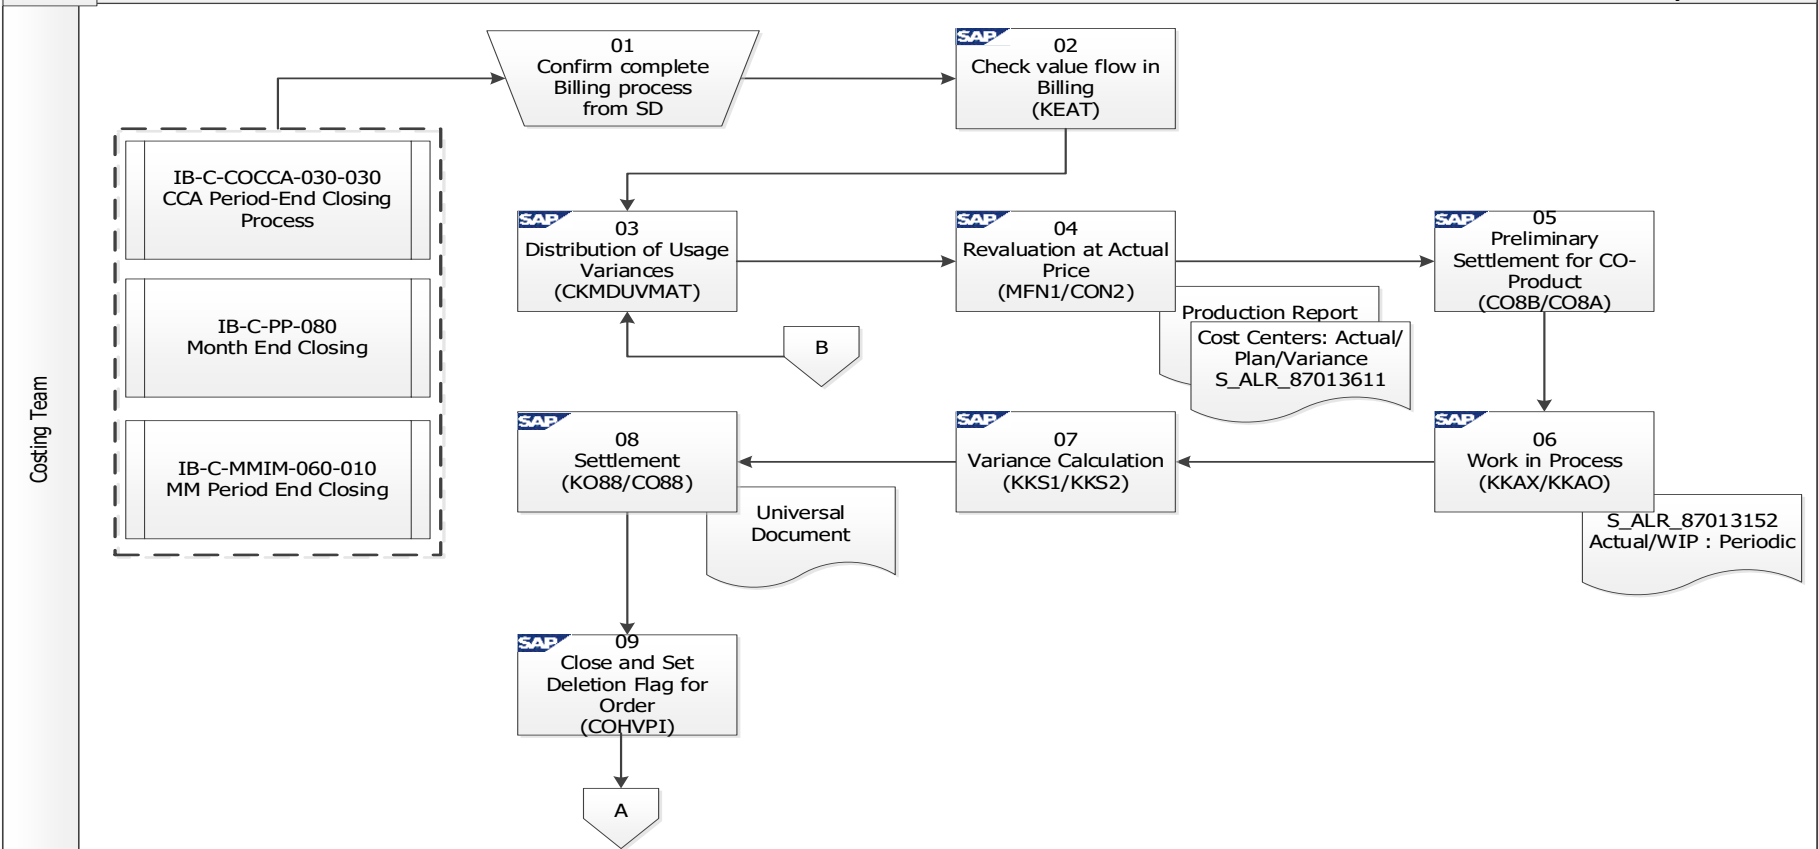 Costing Team
IB-C-COCCA-030-030
CCA Period-End Closing
Process
IB-C-PP-080
Month End Closing
IB-C-MMIM-060-010
MM Period End Closing
01
Confirm complete
Billing process
from SD
SAP
02
Check value flow in
Billing
(KEAT)
SAP
03
Distribution of Usage
Variances
(CKMDUVMAT)
SAP
04
Revaluation at Actual
Price
(MFN1/CON2)
Production Report
Cost Centers: Actual/
Plan/Variance
S_ALR_87013611
SAP
05
Preliminary
Settlement for CO-
Product
(CO8B/CO8A)
B
SAP
06
Work in Process
(KKAX/KKAO)
S_ALR_87013152
Actual/WIP : Periodic
SAP
07
Variance Calculation
(KKS1/KKS2)
SAP
08
Settlement
(KO88/CO88)
Universal
Document
SAP
09
Close and Set
Deletion Flag for
Order
(COHVPI)
A